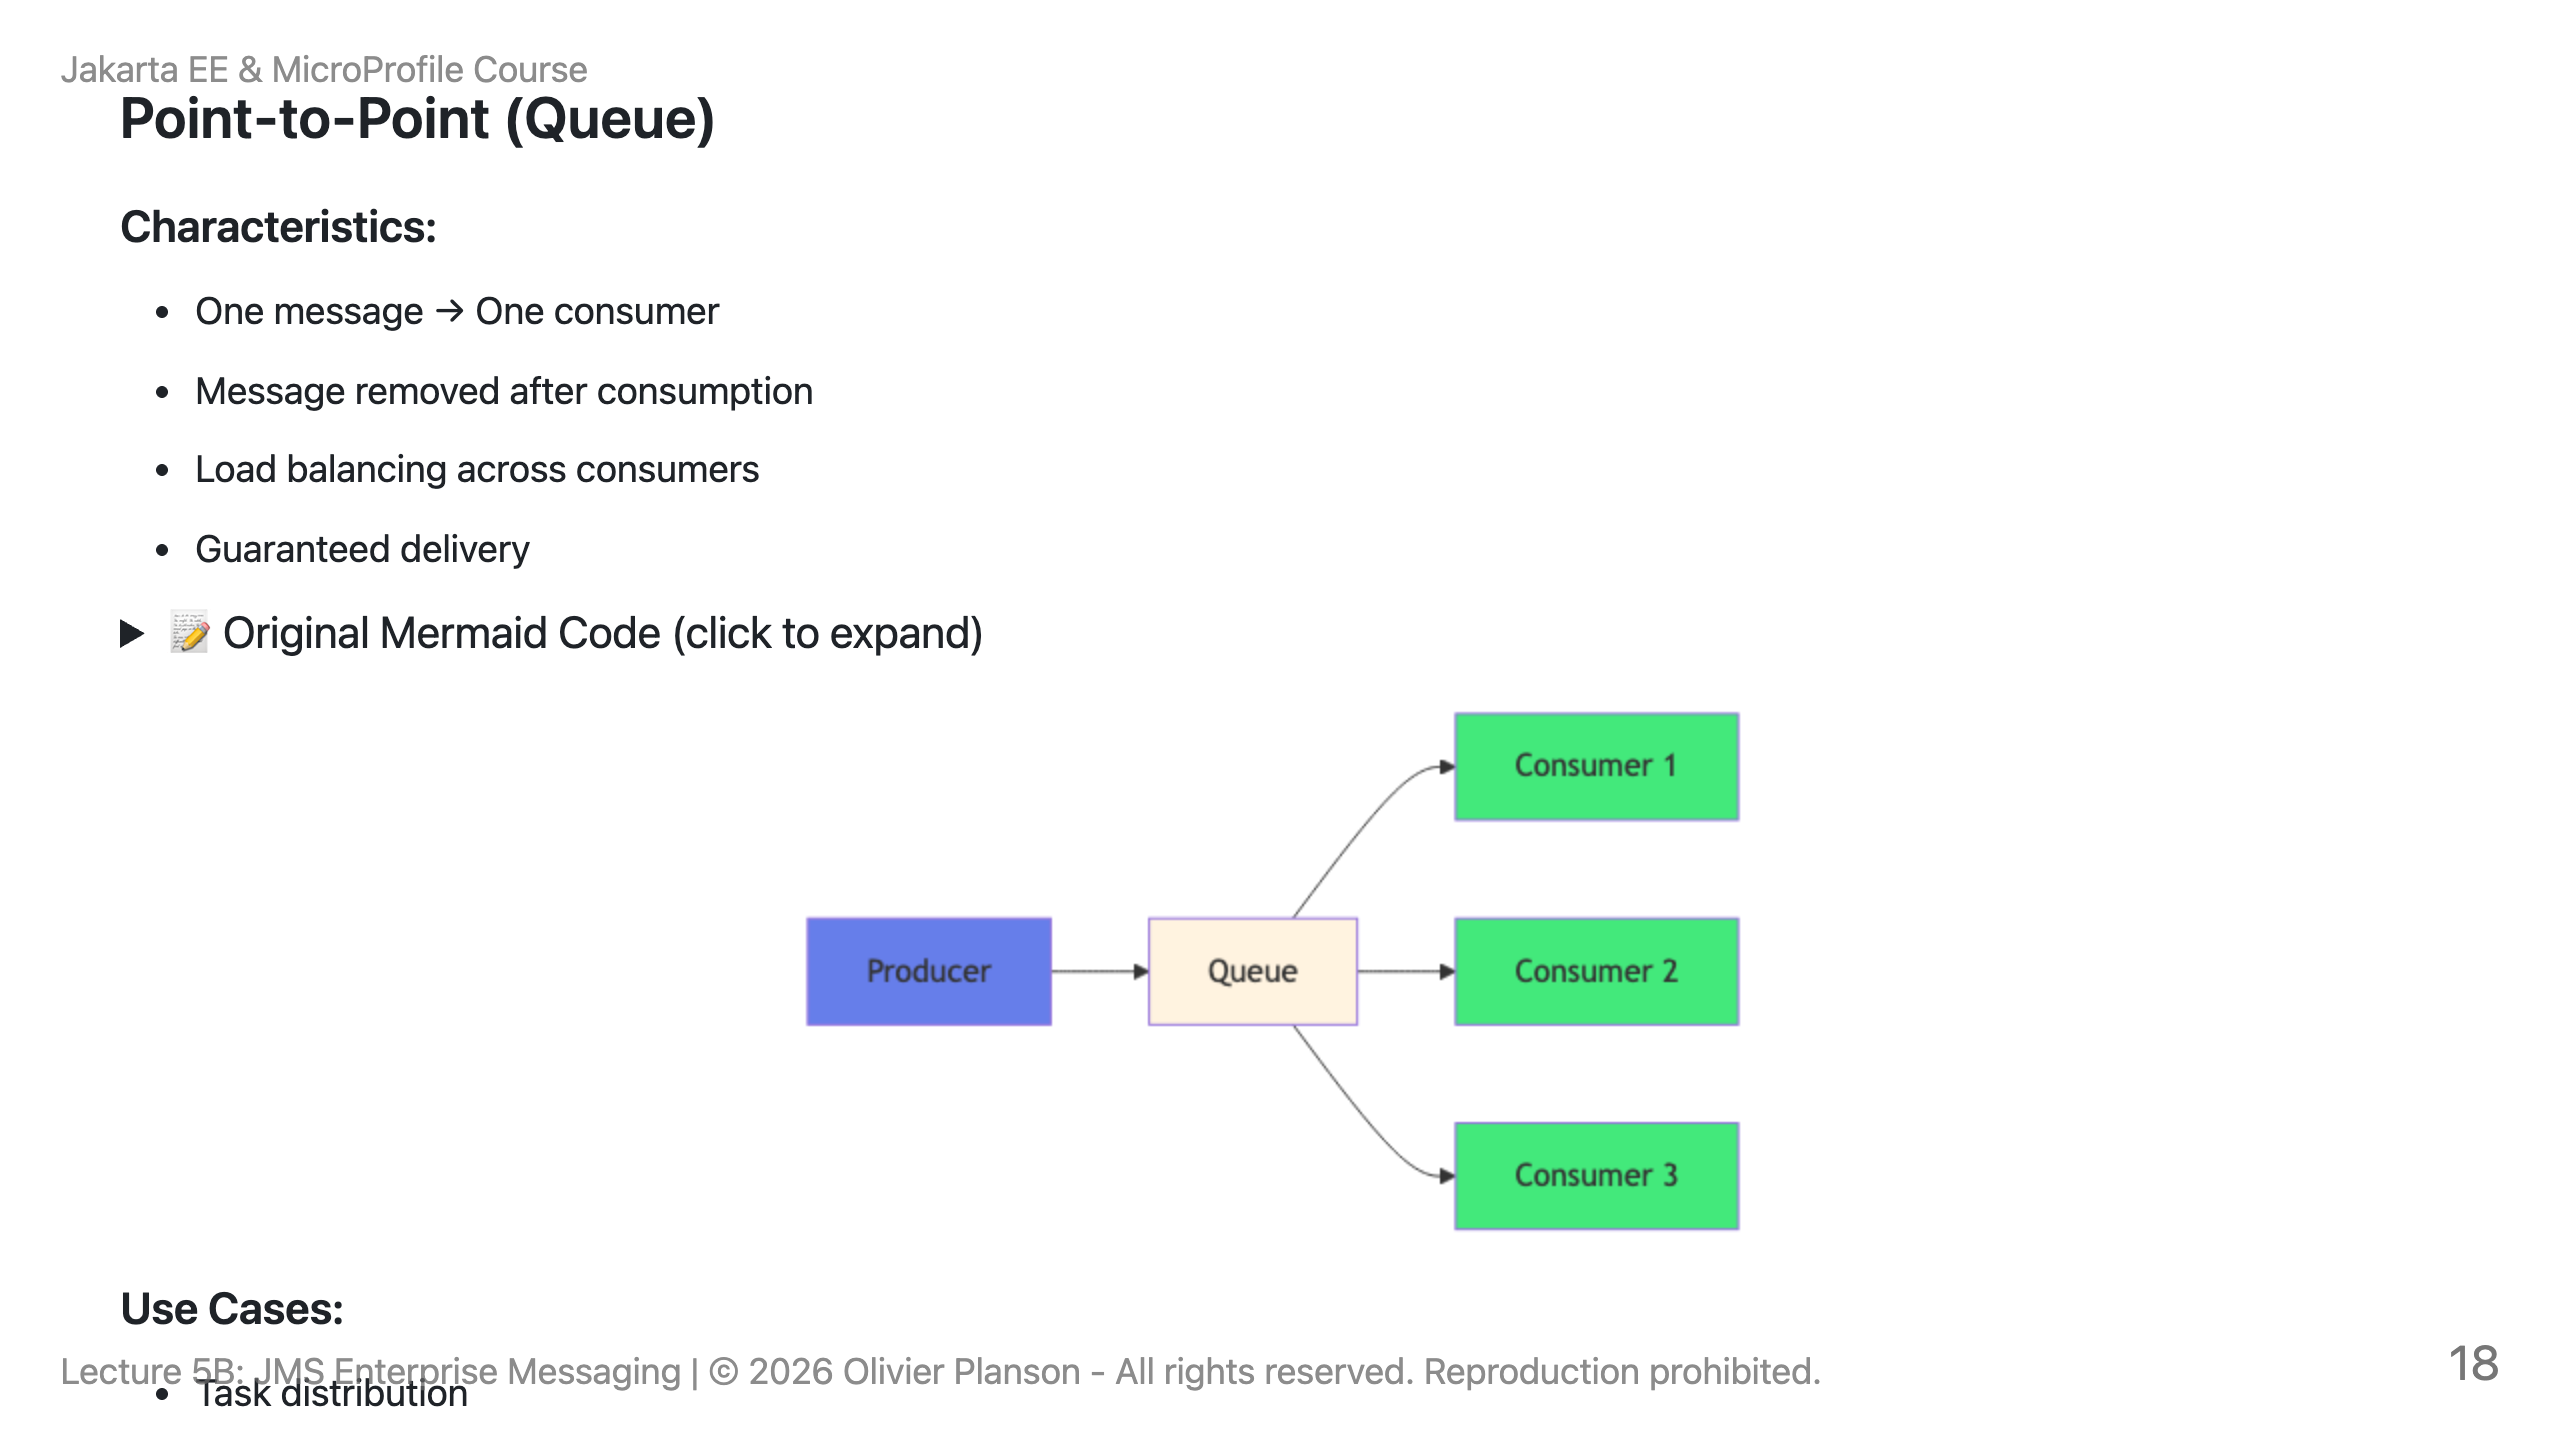 Jakarta EE & MicroProfile Course
Point-to-Point (Queue)
Characteristics:
• One message → One consumer
• Message removed after consumption
• Load balancing across consumers
• Guaranteed delivery
▶ 📝 Original Mermaid Code (click to expand)
Consumer 1
Producer
Queue
Consumer 2
Consumer 3
Use Cases:
Lecture 5B: JMS Enterprise Messaging | © 2026 Olivier Planson - All rights reserved. Reproduction prohibited.
18
• Task distribution